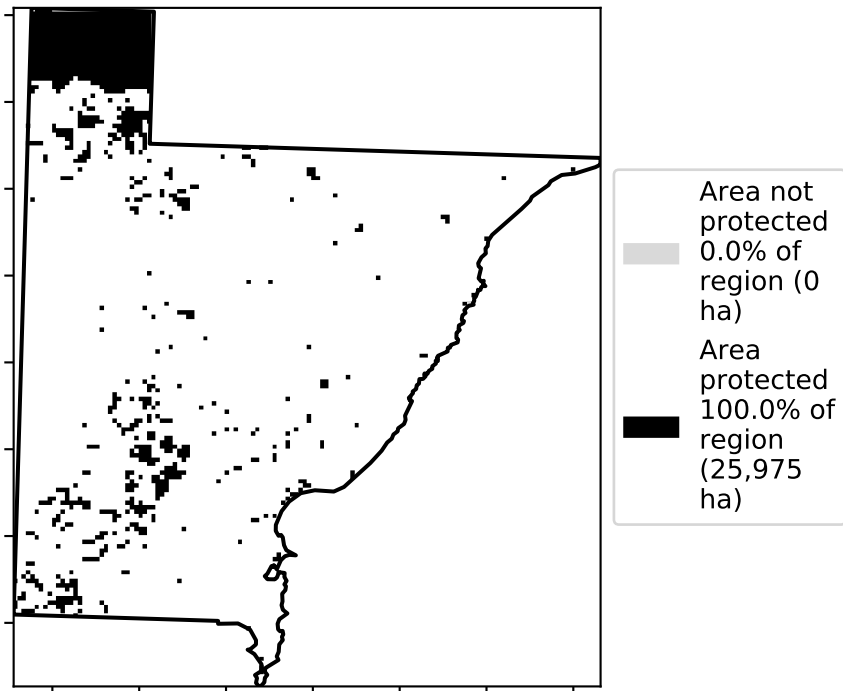 Area not
protected
0.0% of
region (0
ha)
Area
protected
100.0% of
region
(25,975
ha)